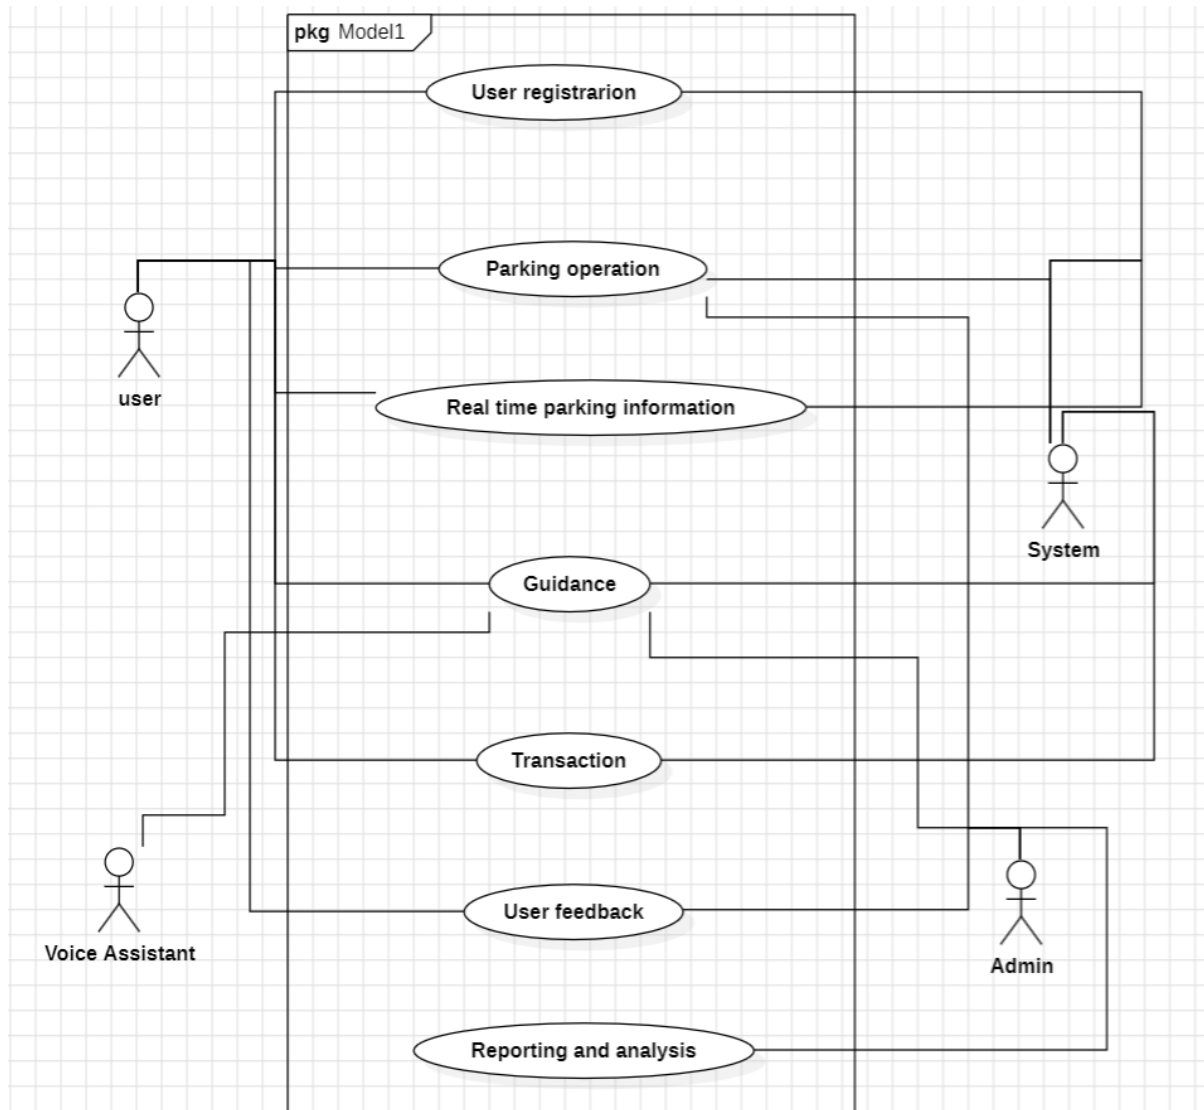 pkg Model1
User registrarion
Parking operation
user
Real time parking information
System
Guidance
Transaction
User feedback
Voice Assistant
Admin
Reporting and analysis